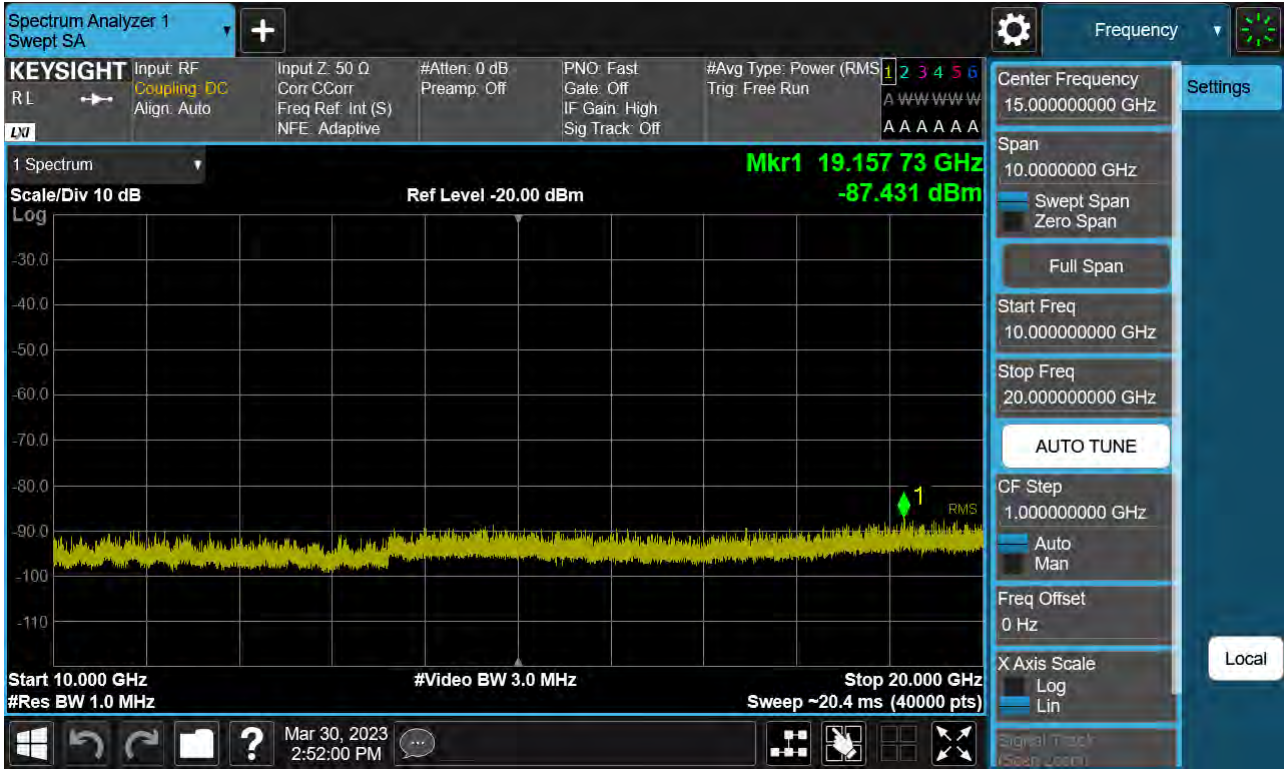 Spectrum Analyzer 1
Swept SA
+
Frequency
KEYSIGHT
RL
LXI
Input: RF
Coupling: DC
Align: Auto
Input Z: 50 Ω
Corr CCorr
Freq Ref: Int (S)
NFE: Adaptive
#Atten: 0 dB
Preamp: Off
PNO: Fast
Gate: Off
IF Gain: High
Sig Track: Off
#Avg Type: Power (RMS
Trig: Free Run
1 2 3 4 5 6
A W W W W W
A A A A A A
1 Spectrum
Scale/Div 10 dB
Log
Ref Level -20.00 dBm
Mkr1 19.157 73 GHz
-87.431 dBm
-30.0
-40.0
-50.0
-60.0
-70.0
-80.0
-90.0
-100
-110
1
RMS
Start 10.000 GHz
#Res BW 1.0 MHz
#Video BW 3.0 MHz
Stop 20.000 GHz
Sweep ~20.4 ms (40000 pts)
Center Frequency
15.000000000 GHz
Span
10.0000000 GHz
Swept Span
Zero Span
Full Span
Start Freq
10.000000000 GHz
Stop Freq
20.000000000 GHz
AUTO TUNE
CF Step
1.000000000 GHz
Auto
Man
Freq Offset
0 Hz
X Axis Scale
Log
Lin
Signal Track
(Span Zoom)
Settings
Local
?
Mar 30, 2023
2:52:00 PM